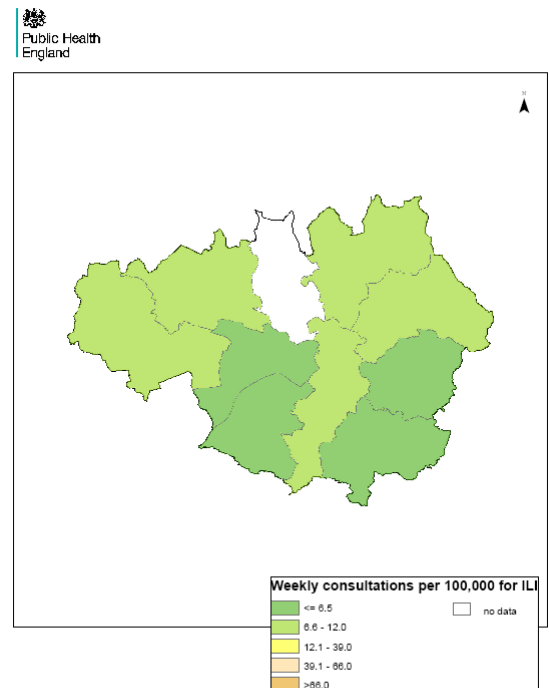 Public Health
England
N
Weekly consultations per 100,000 for ILI
<= 6.5
no data
6.6 - 12.0
12.1 - 39.0
39.1 - 66.0
>66.0